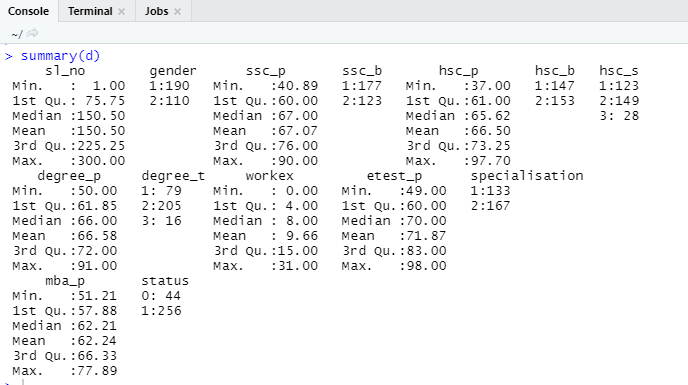 Console Terminal × Jobs ×
~/
> summary(d)
sl_no gender ssc_p ssc_b hsc_p hsc_b hsc_s
Min. : 1.00 1:190 Min. :40.89 1:177 Min. :37.00 1:147 1:123
1st Qu.: 75.75 2:110 1st Qu.:60.00 2:123 1st Qu.:61.00 2:153 2:149
Median :150.50 Median :67.00 Median :65.62 3: 28
Mean :150.50 Mean :67.07 Mean :66.50
3rd Qu.:225.25 3rd Qu.:76.00 3rd Qu.:73.25
Max. :300.00 Max. :90.00 Max. :97.70
degree_p degree_t workex etest_p specialisation
Min. :50.00 1: 79 Min. : 0.00 Min. :49.00 1:133
1st Qu.:61.85 2:205 1st Qu.: 4.00 1st Qu.:60.00 2:167
Median :66.00 3: 16 Median : 8.00 Median :70.00
Mean :66.58 Mean : 9.66 Mean :71.87
3rd Qu.:72.00 3rd Qu.:15.00 3rd Qu.:83.00
Max. :91.00 Max. :31.00 Max. :98.00
mba_p status
Min. :51.21 0: 44
1st Qu.:57.88 1:256
Median :62.21
Mean :62.24
3rd Qu.:66.33
Max. :77.89
>